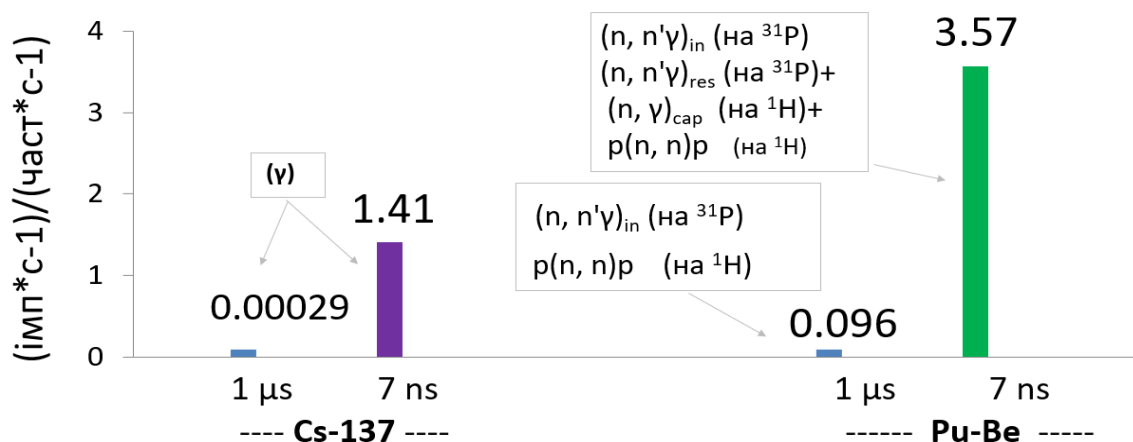 (імп*с-1)/(част*с-1)
4
3
2
1
0
(γ)
0.00029
1.41
(n, n'γ)in (на ³¹P)
p(n, n)p (на ¹H)
(n, n'γ)in (на ³¹P)
(n, n'γ)res (на ³¹P)+
(n, γ)cap (на ¹H)+
p(n, n)p (на ¹H)
0.096
3.57
1 µs 7 ns 1 µs 7 ns
---- Cs-137 ---- ------ Pu-Be -----